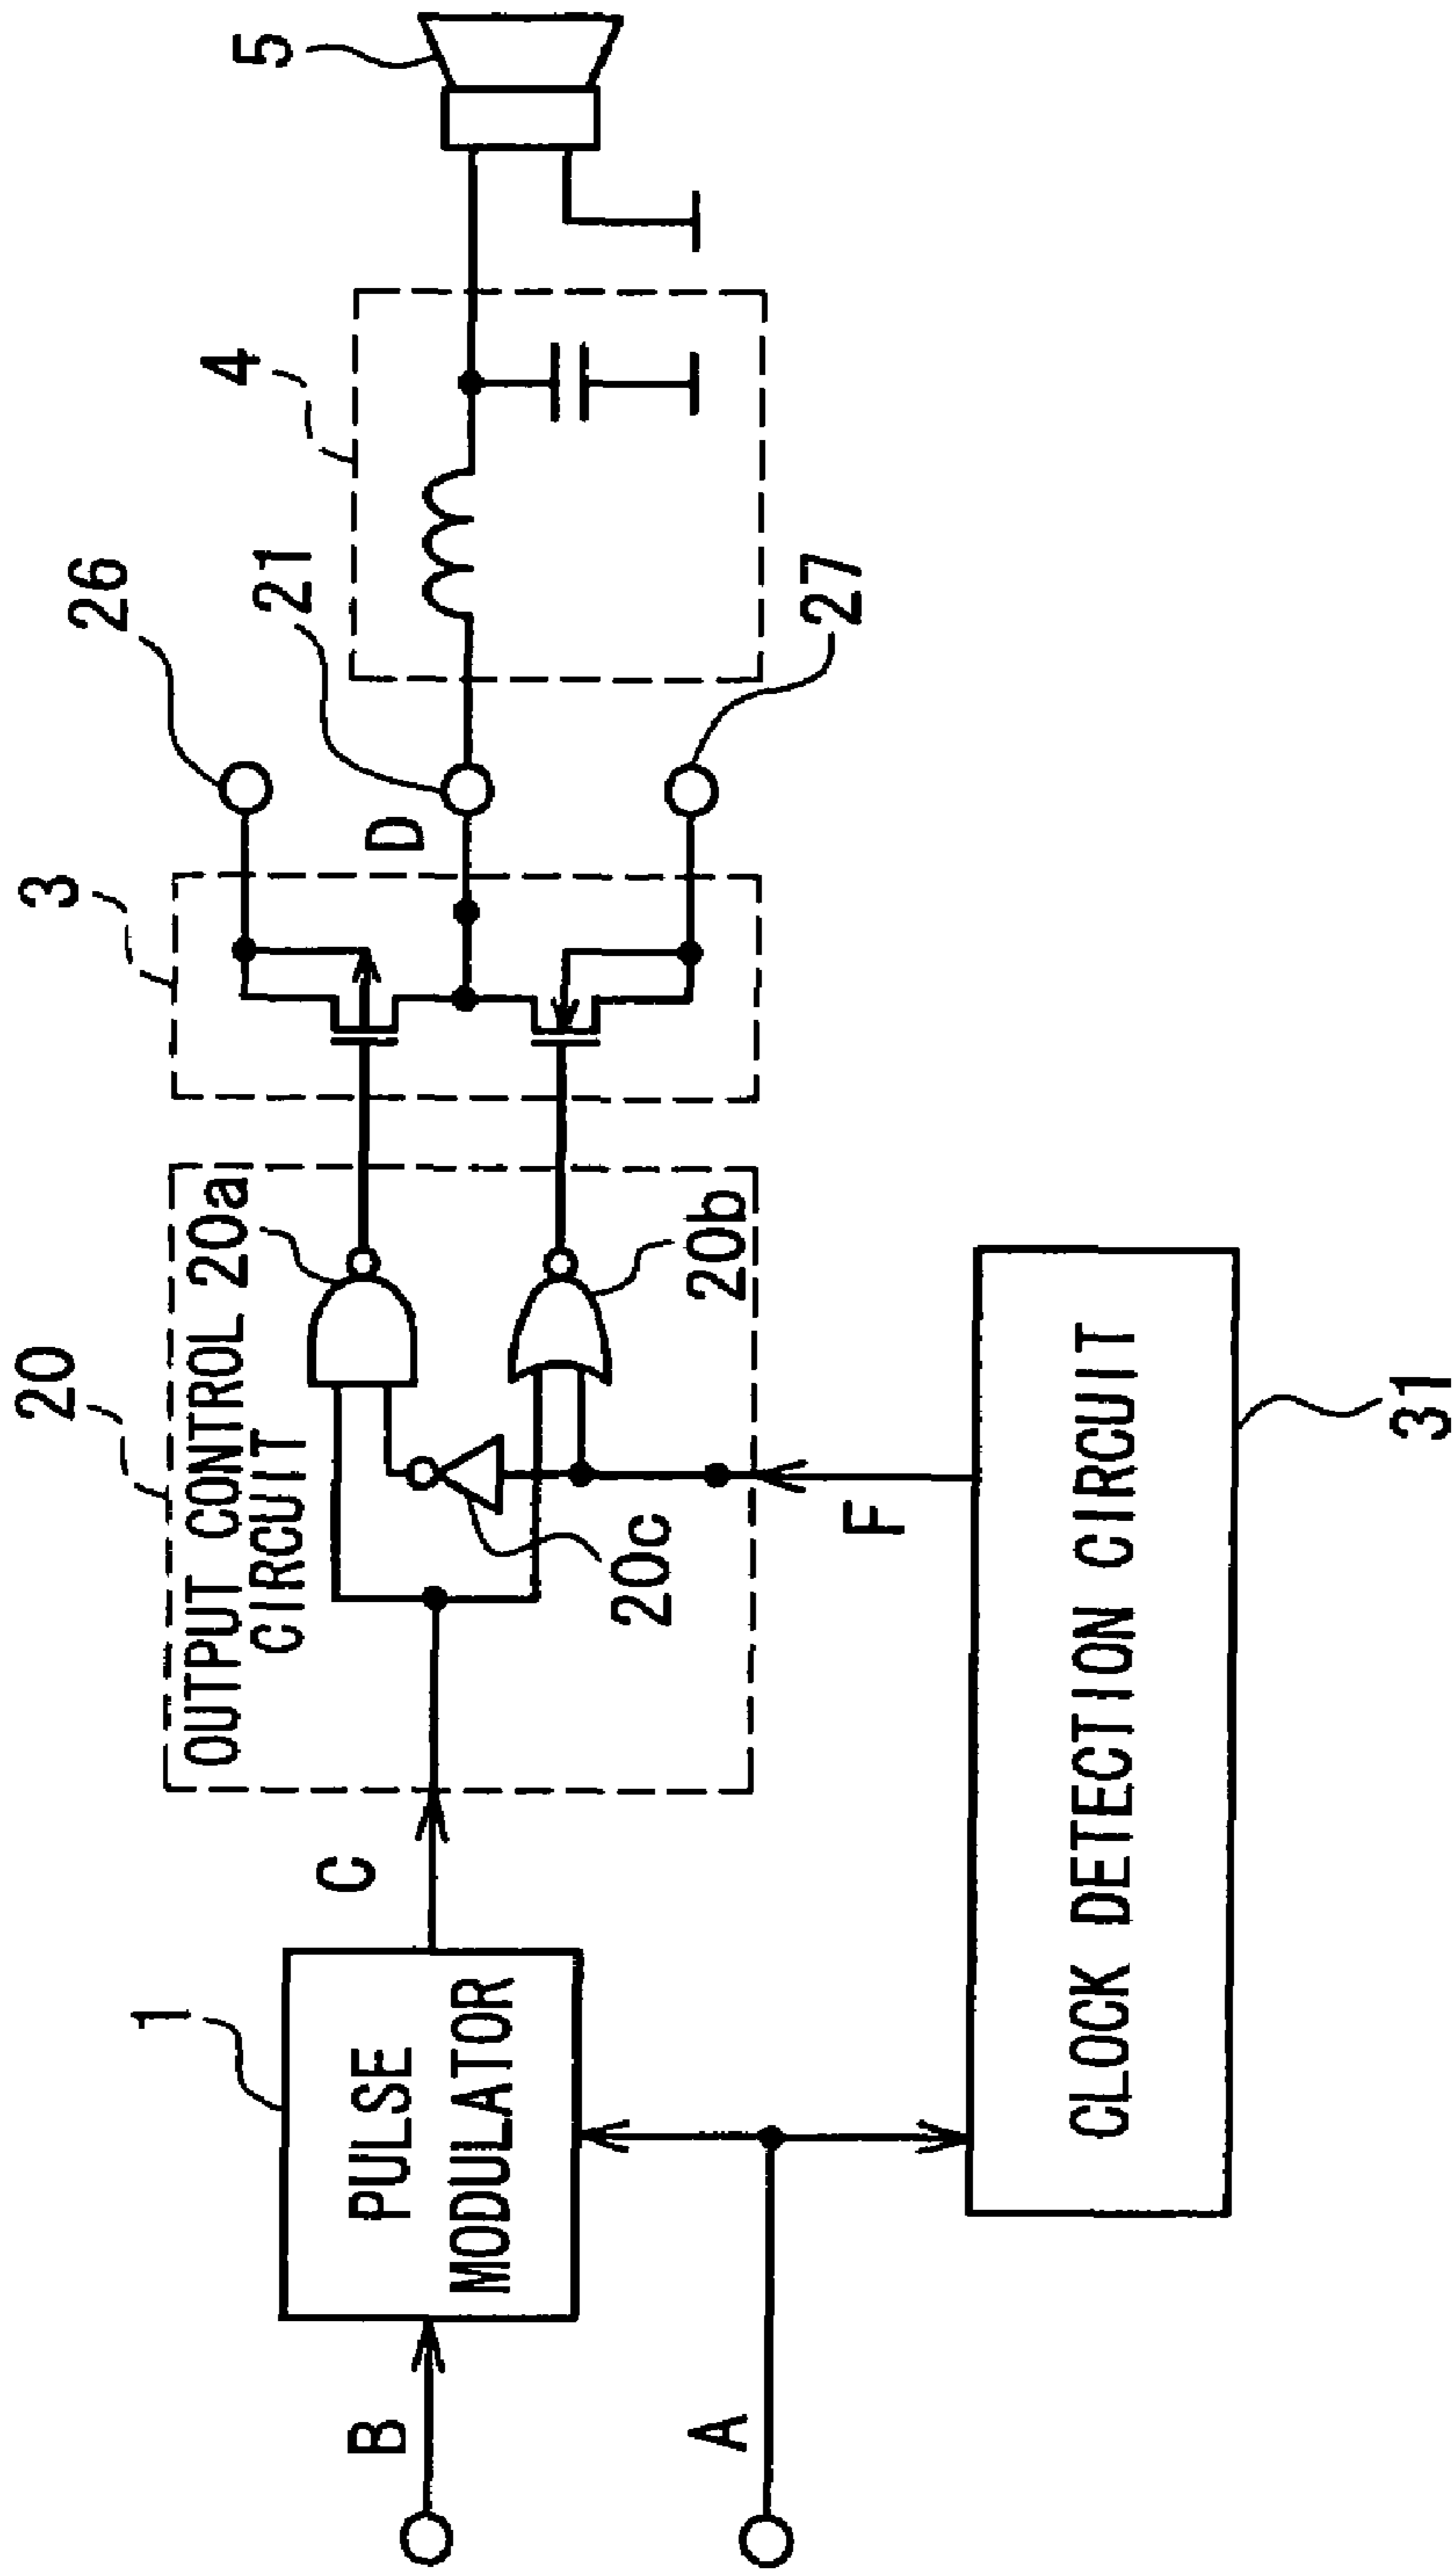 20
OUTPUT CONTROL 20a
CIRCUIT
3
26
21
4
5
1
PULSE
MODULATOR
B
C
D
20c
20b
27
A
F
CLOCK DETECTION CIRCUIT
31